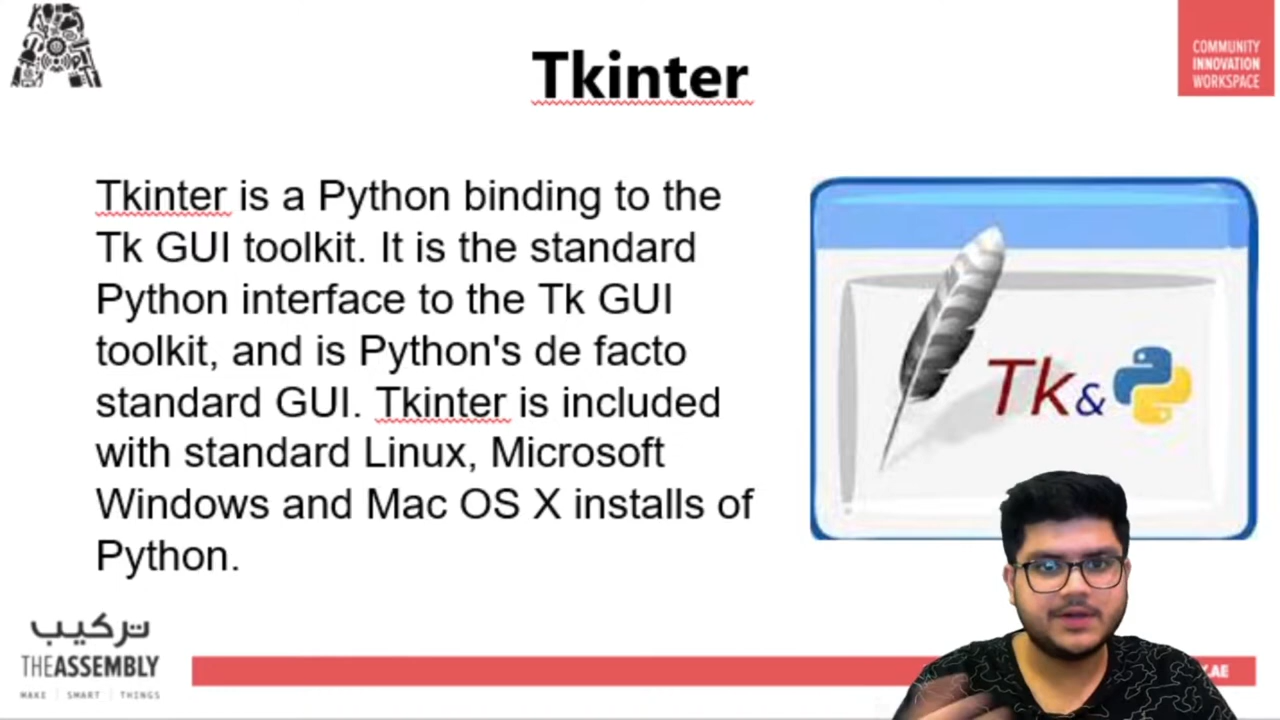 COMMUNITY
INNOVATION
WORKSPACE
Tkinter
Tkinter is a Python binding to the
Tk GUI toolkit. It is the standard
Python interface to the Tk GUI
toolkit, and is Python's de facto
standard GUI. Tkinter is included
with standard Linux, Microsoft
Windows and Mac OS X installs of
Python.
Tk &
تركيب
THEASSEMBLY
MAKE | SMART | THINGS
.AE